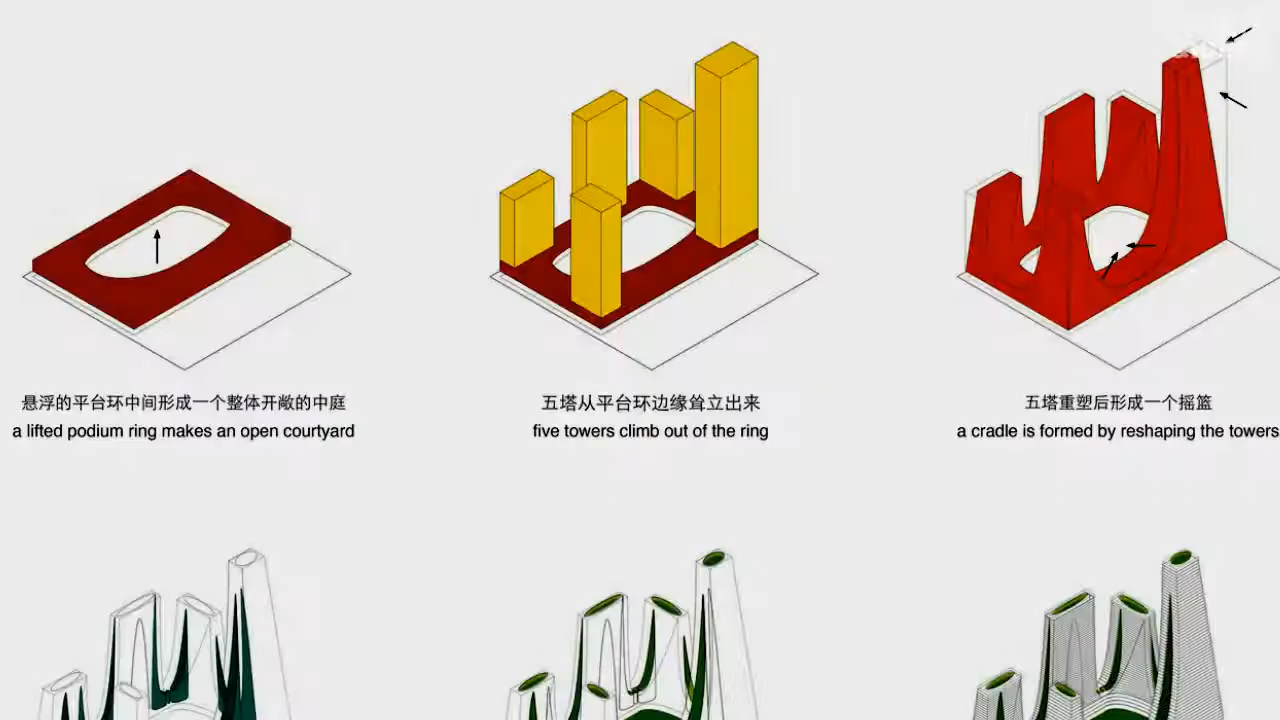 悬浮的平台环中间形成一个整体开敞的中庭
a lifted podium ring makes an open courtyard
五塔从平台环边缘耸立出来
five towers climb out of the ring
五塔重塑后形成一个摇篮
a cradle is formed by reshaping the towers